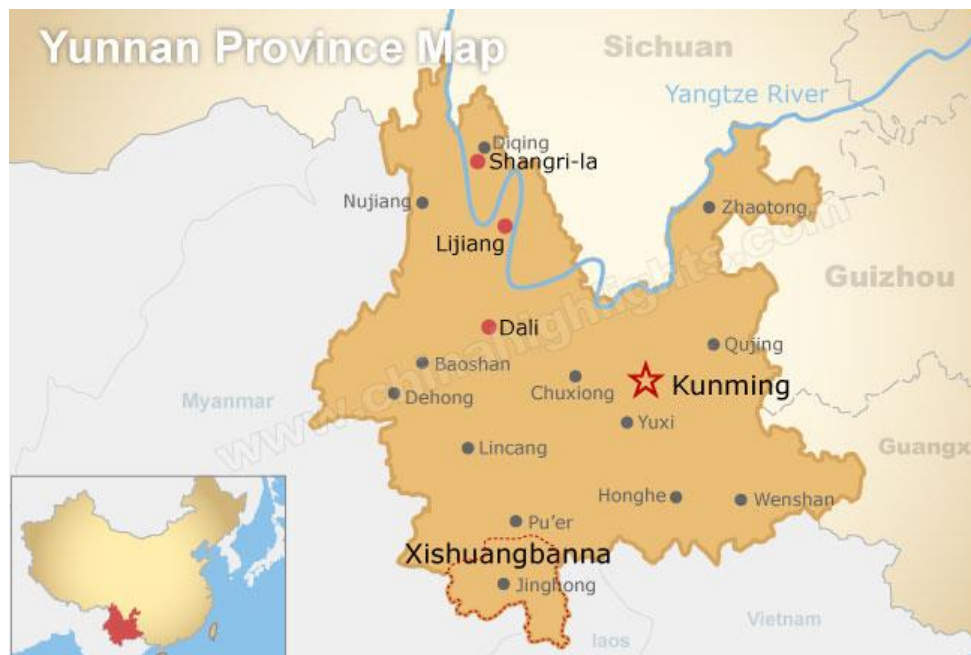 Yunnan Province Map
Sichuan
Yangtze River
Diqing
Shangri-la
Nujiang
Zhaotong
Lijiang
Guizhou
Dali
Qujing
Baoshan
Kunming
Chuxiong
Dehong
Myanmar
Yuxi
Lincang
Guangx
Honghe
Wenshan
Pu'er
Xishuangbanna
Jinghong
Vietnam
laos
www.chinahighlights.com